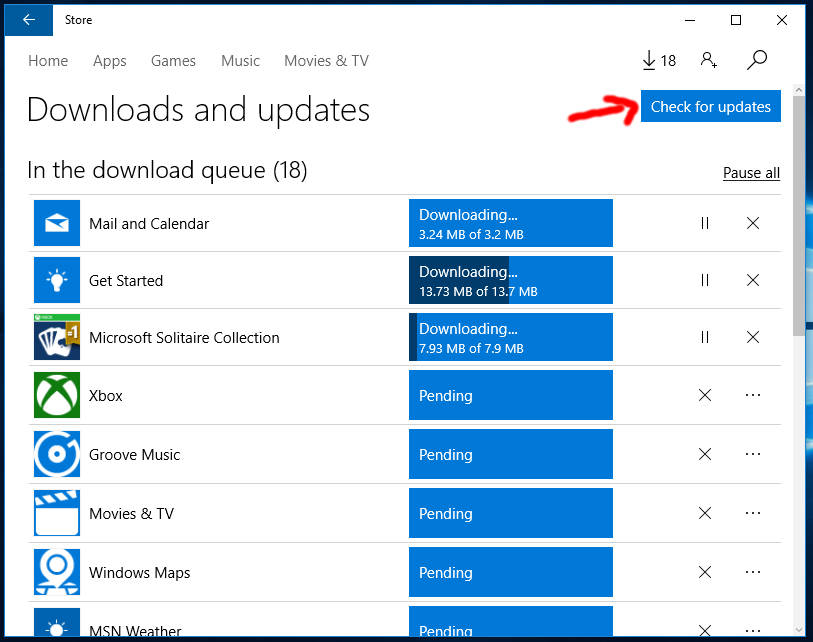 Store
Home Apps Games Music Movies & TV 18
Downloads and updates
Check for updates
In the download queue (18)
Pause all
Mail and Calendar
Downloading...
3.24 MB of 3.2 MB
Get Started
Downloading...
13.73 MB of 13.7 MB
#1
Microsoft Solitaire Collection
Downloading...
7.93 MB of 7.9 MB
Xbox
Pending
Groove Music
Pending
Movies & TV
Pending
Windows Maps
Pending
MSN Weather
Pending